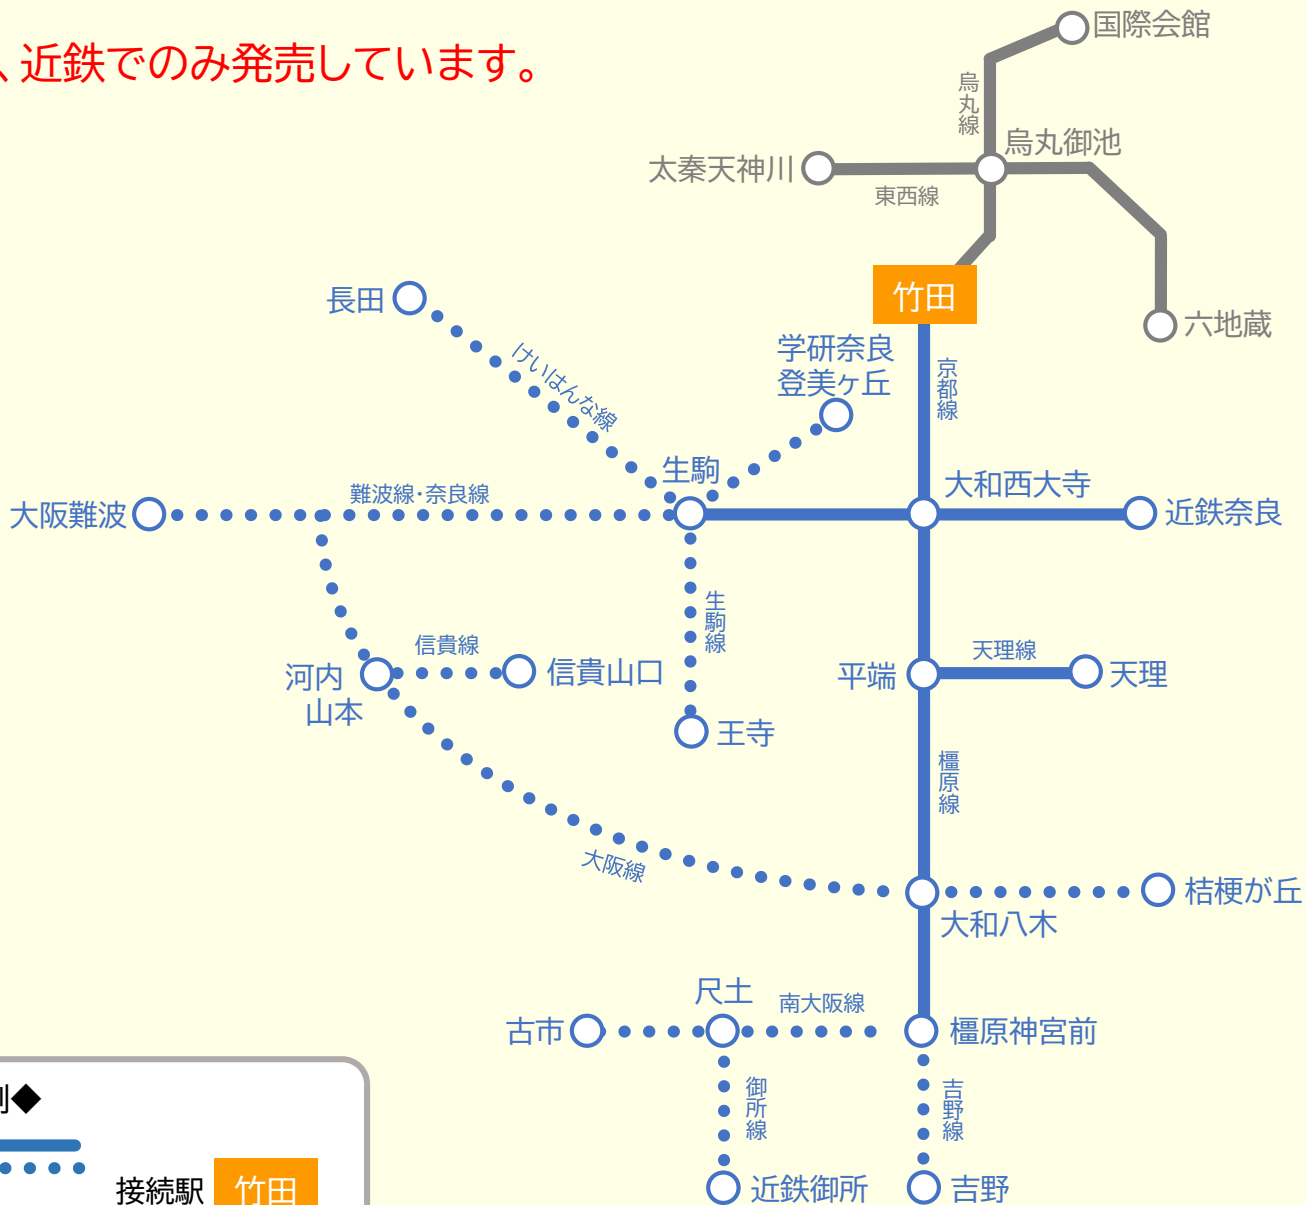 、近鉄でのみ発売しています。
国際会館
烏丸線
烏丸御池
太秦天神川
東西線
竹田
六地蔵
長田
けいはんな線
学研奈良
登美ヶ丘
京都線
生駒
大和西大寺
難波線・奈良線
大阪難波
近鉄奈良
生駒線
信貴線
河内
山本
信貴山口
平端
天理線
天理
王寺
橿原線
大阪線
桔梗が丘
大和八木
尺土
南大阪線
古市
橿原神宮前
御所線
吉野線
近鉄御所
吉野
例◆
接続駅
竹田